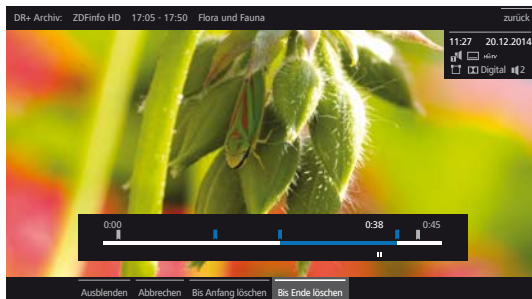 DR+ Archiv: ZDFinfo HD 17:05 - 17:50 Flora und Fauna zurück
11:27 20.12.2014
Digital 2
0:00 0:38 0:45
Ausblenden Abbrechen Bis Anfang löschen Bis Ende löschen